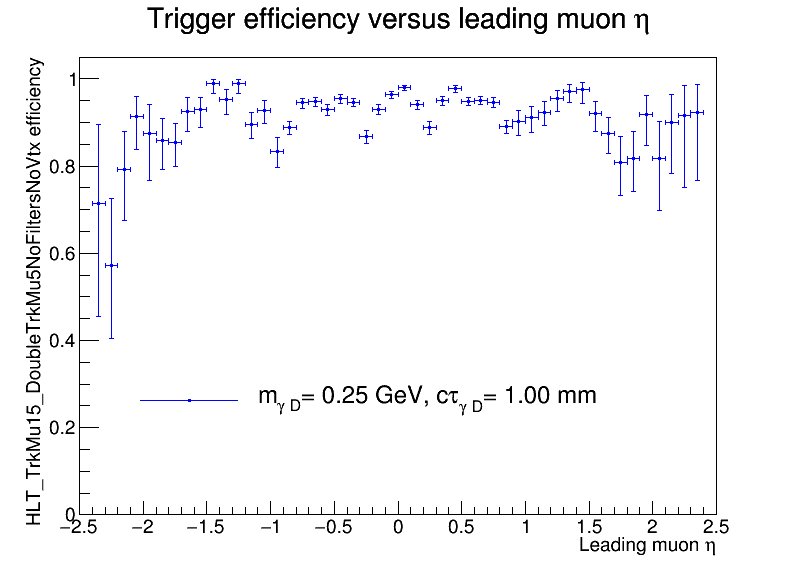 Trigger efficiency versus leading muon η
HLT_TrkMu15_DoubleTrkMu5NoFiltersNoVtx efficiency
1
0.8
0.6
0.4
0.2
0
m_γ D= 0.25 GeV, cτ_γ D= 1.00 mm
−2.5 −2 −1.5 −1 −0.5 0 0.5 1 1.5 2 2.5
Leading muon η